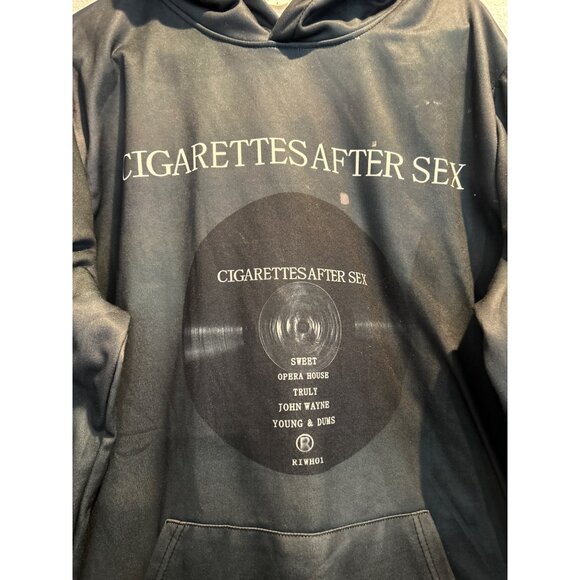 CIGARETTES AFTER SEX
CIGARETTES AFTER SEX
SWEET
OPERA HOUSE
TRULY
JOHN WAYNE
YOUNG & DUMS
R
RIWH01